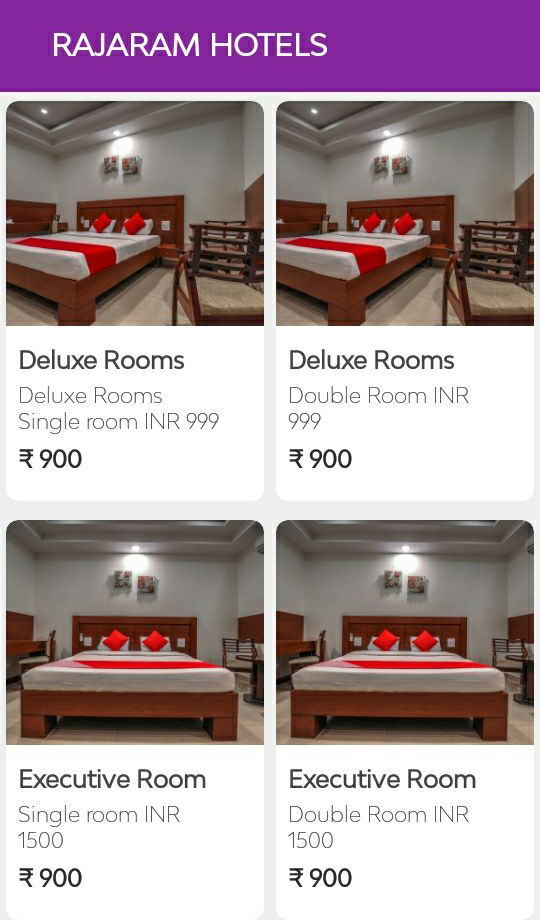 RAJARAM HOTELS
Deluxe Rooms
Deluxe Rooms
Single room INR 999
₹ 900
Deluxe Rooms
Double Room INR
999
₹ 900
Executive Room
Single room INR
1500
₹ 900
Executive Room
Double Room INR
1500
₹ 900